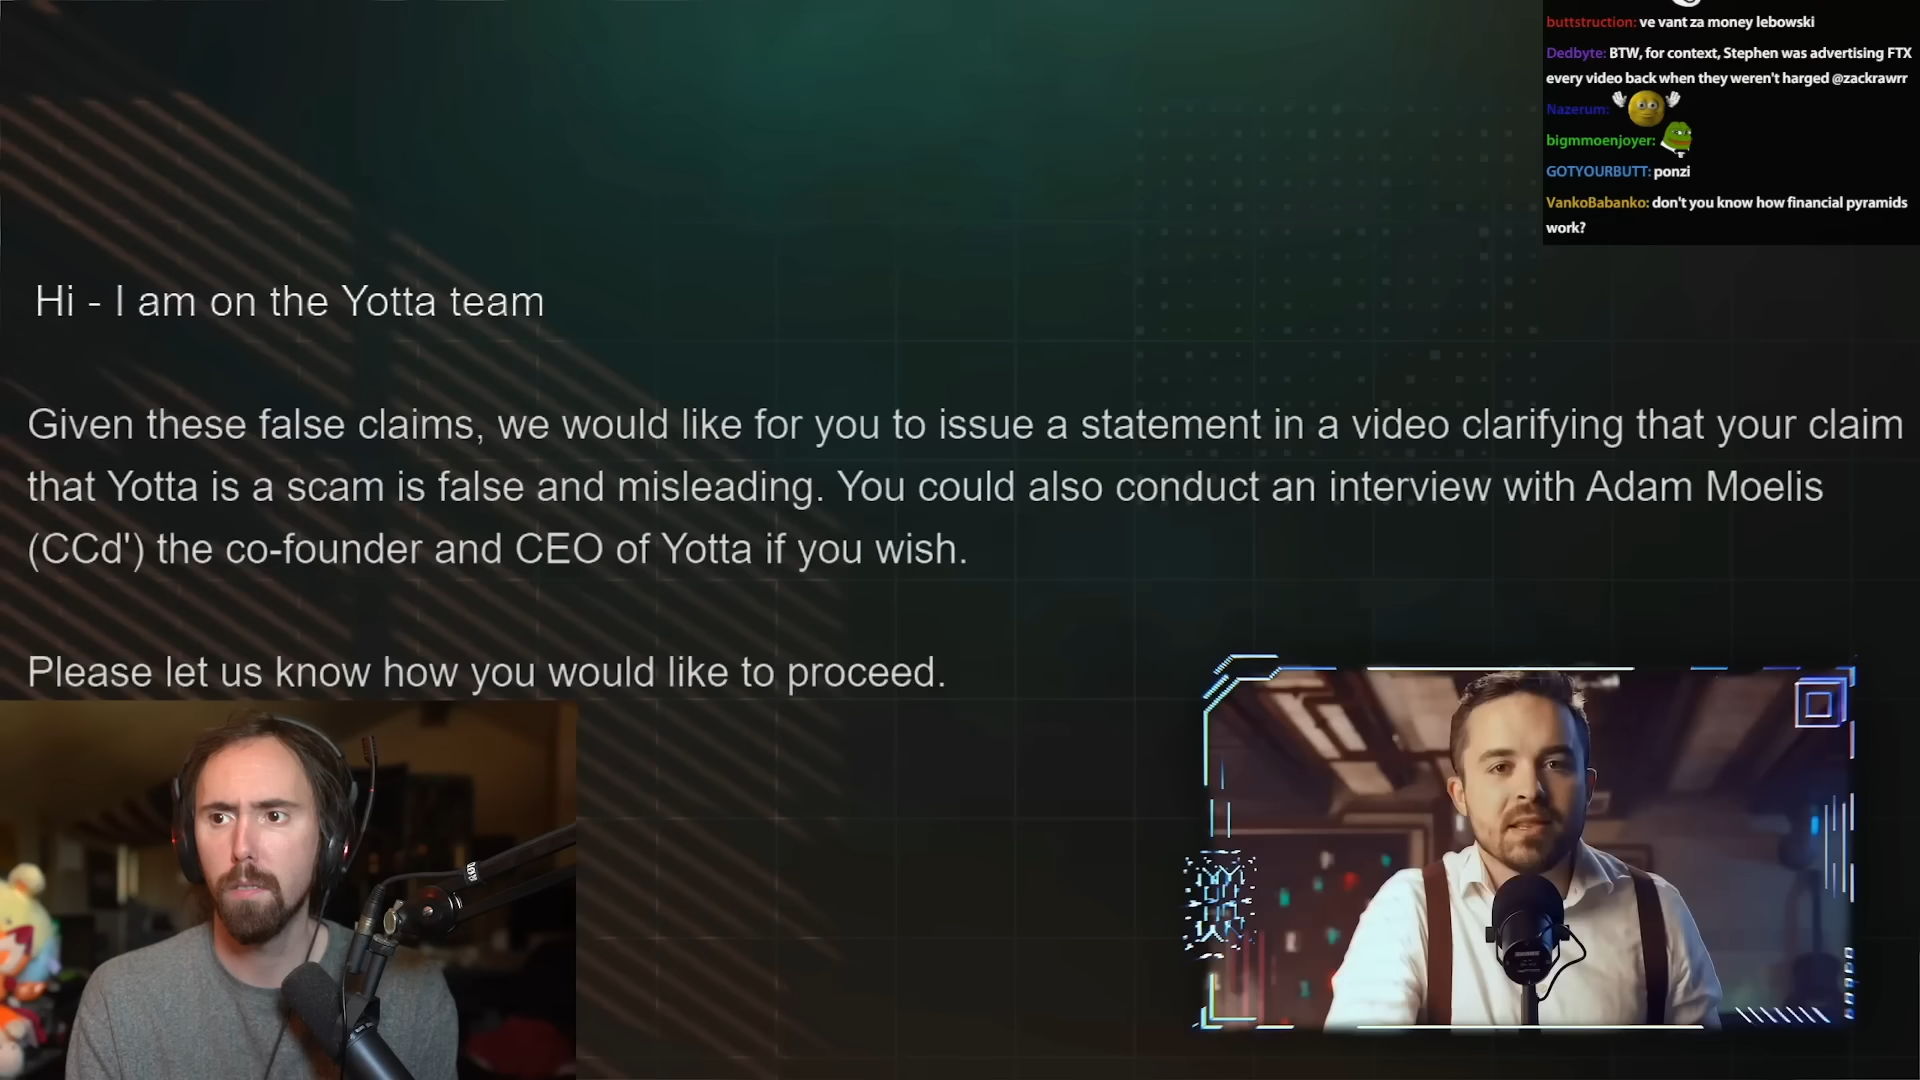 buttstruction: ve vant za money lebowski
Dedbyte: BTW, for context, Stephen was advertising FTX
every video back when they weren't harged @zackrawrr
Nazerum:
bigmmoenjoyer:
GOTYOURBUTT: ponzi
VankoBabanko: don't you know how financial pyramids
work?
Hi - I am on the Yotta team
Given these false claims, we would like for you to issue a statement in a video clarifying that your claim
that Yotta is a scam is false and misleading. You could also conduct an interview with Adam Moelis
(CCd') the co-founder and CEO of Yotta if you wish.
Please let us know how you would like to proceed.